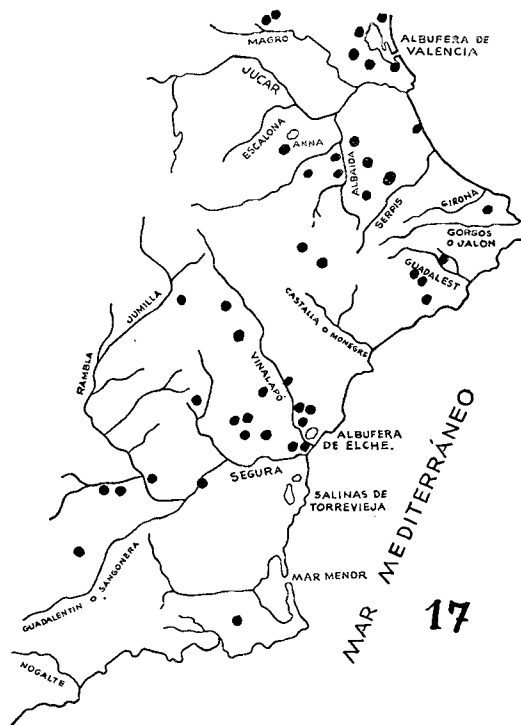 MAGRO
ALBUFERA DE
VALENCIA
JUCAR
ESCALONA
ANNA
ALBAIDA
SERPIS
GIRONA
GORGOS
O JALON
GUADALEST
CASTALLA O MONEGRE
JUMILLA
RAMBLA
VINALAPÓ
ALBUFERA
DE ELCHE.
SEGURA
SALINAS DE
TORREVIEJA
MAR MEDITERRÁNEO
MAR MENOR
GUADALENTIN O SANGONERA
17
NOGALTE